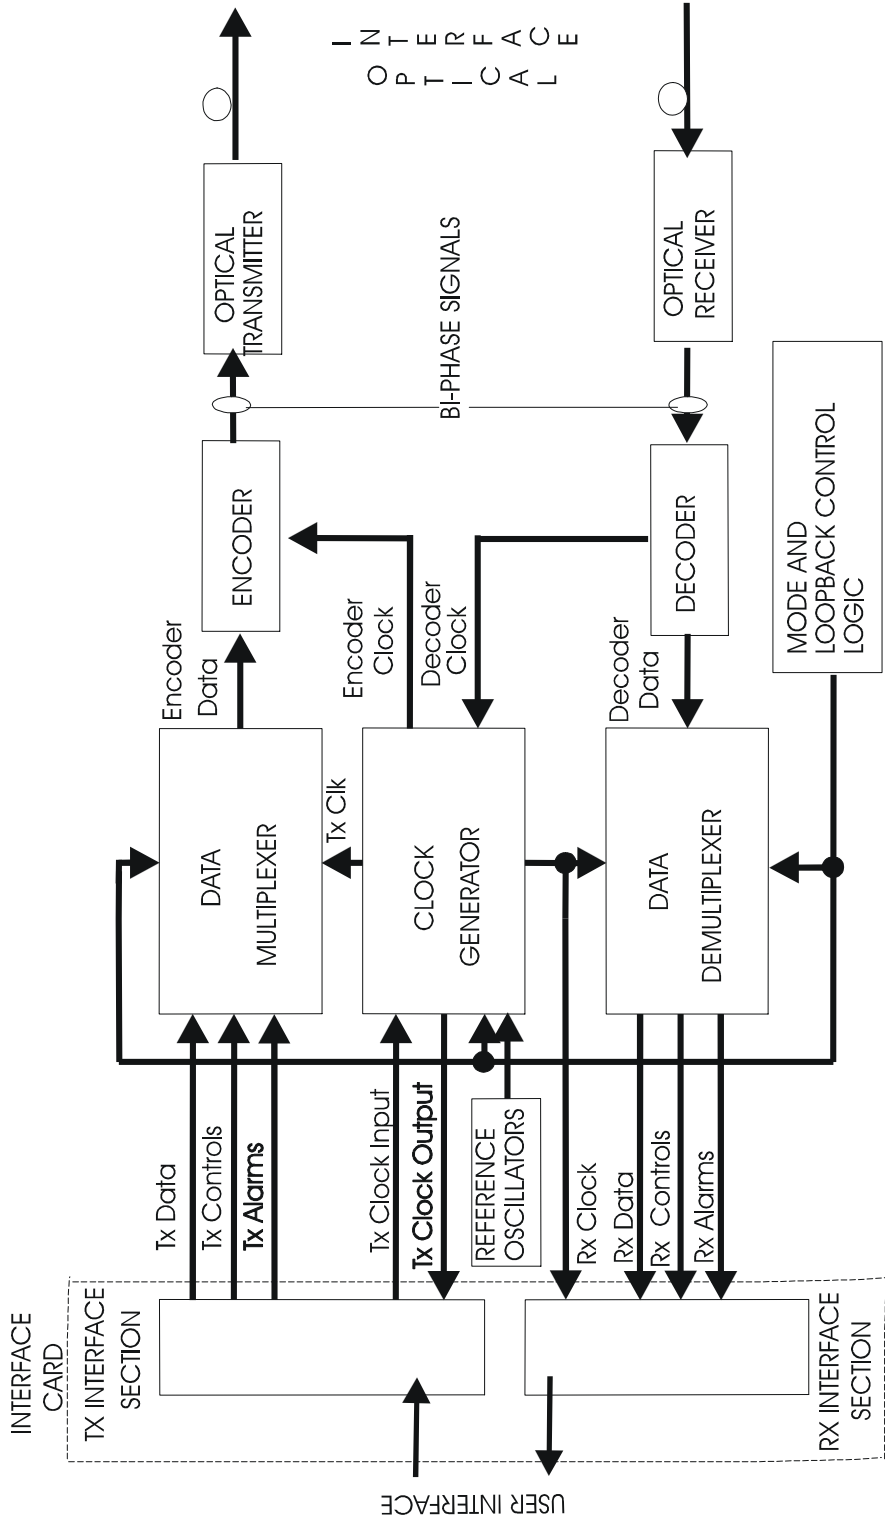 INTERFACE
CARD
TX INTERFACE
SECTION
Tx Data
Tx Controls
Tx Alarms
DATA
MULTIPLEXER
Encoder
Data
ENCODER
OPTICAL
TRANSMITTER
USER INTERFACE
Tx Clock Input
Tx Clock Output
Tx Clk
CLOCK
GENERATOR
Encoder
Clock
Decoder
Clock
BI-PHASE SIGNALS
INTERFACE
OPTICAL
REFERENCE
OSCILLATORS
Rx Clock
Rx Data
Rx Controls
Rx Alarms
DATA
DEMULTIPLEXER
Decoder
Data
DECODER
OPTICAL
RECEIVER
RX INTERFACE
SECTION
MODE AND
LOOPBACK CONTROL
LOGIC